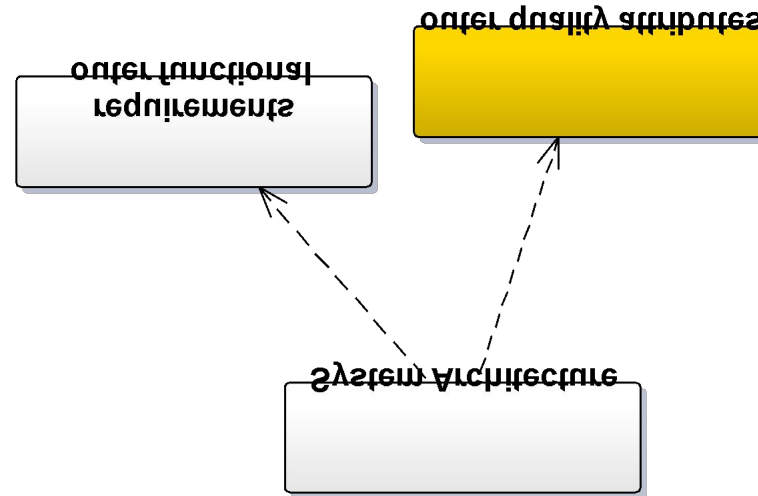 outer quality attributes
outer functional
requirements
System Architecture